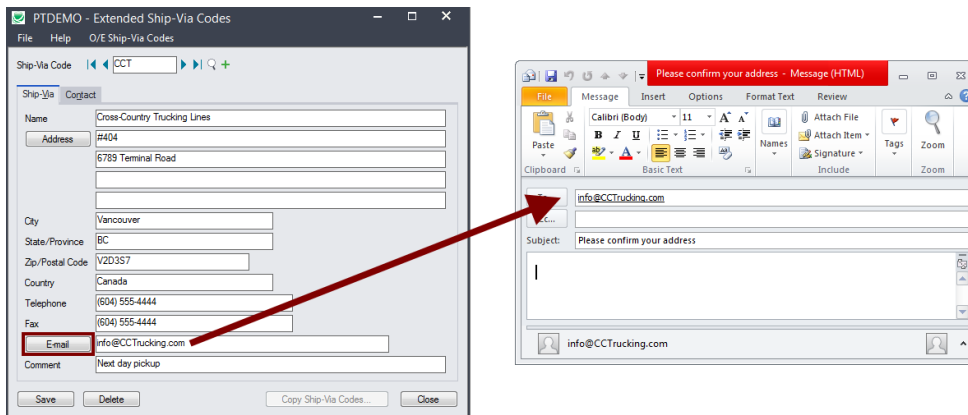 PTDEMO - Extended Ship-Via Codes
File Help O/E Ship-Via Codes
Ship-Via Code CCT
Ship-Via Contact
Name Cross-Country Trucking Lines
Address #404
6789 Terminal Road
City Vancouver
State/Province BC
Zip/Postal Code V2D3S7
Country Canada
Telephone (604) 555-4444
Fax (604) 555-4444
E-mail info@CCTrucking.com
Comment Next day pickup
Save Delete Copy Ship-Via Codes... Close
Please confirm your address - Message (HTML)
File Message Insert Options Format Text Review
Calibri (Body) 11 A A
Paste B I U ab A Names Attach File Attach Item Signature Tags Zoom
Clipboard Basic Text Include Zoom
info@CCTrucking.com
Cc...
Subject: Please confirm your address
info@CCTrucking.com